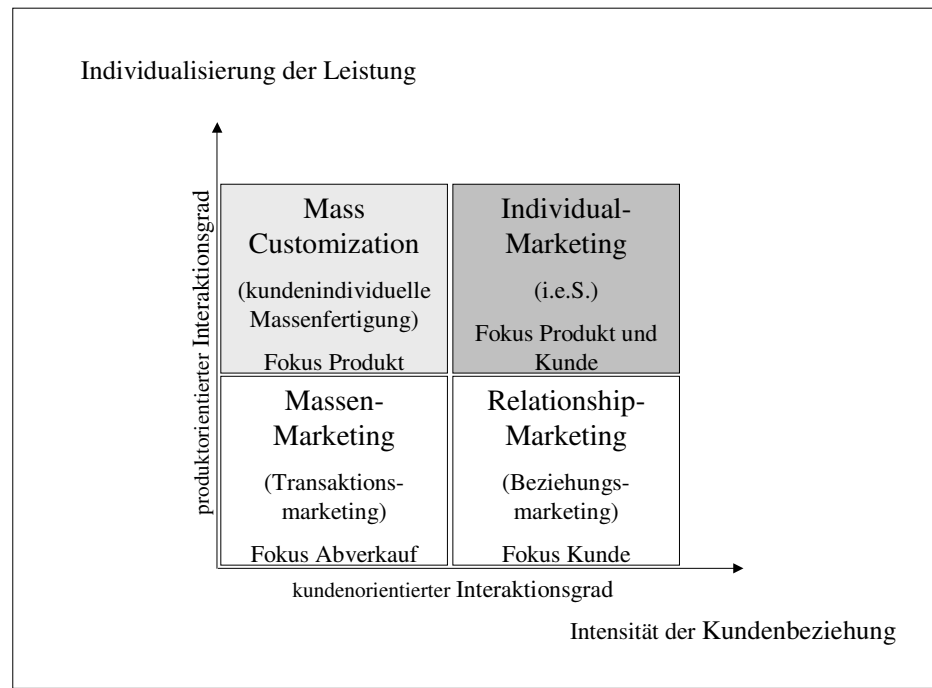 Individualisierung der Leistung
produktorientierter Interaktionsgrad
Mass
Customization
(kundenindividuelle
Massenfertigung)
Fokus Produkt
Individual-
Marketing
(i.e.S.)
Fokus Produkt und
Kunde
Massen-
Marketing
(Transaktions-
marketing)
Fokus Abverkauf
Relationship-
Marketing
(Beziehungs-
marketing)
Fokus Kunde
kundenorientierter Interaktionsgrad
Intensität der Kundenbeziehung